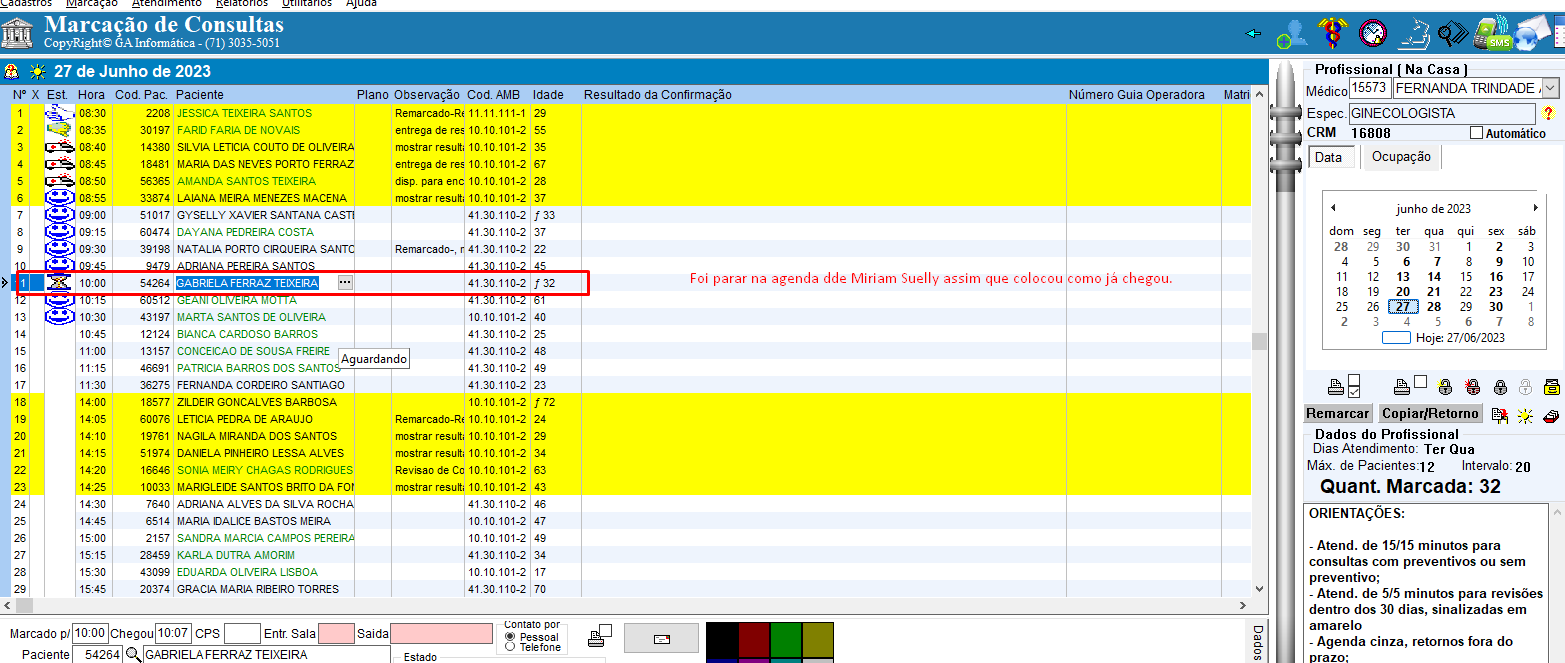 Cadastros Marcação Atendimento Relatórios Utilitários Ajuda
Marcação de Consultas
CopyRight© GA Informática - (71) 3035-5051
SMS
27 de Junho de 2023
Nº X Est. Hora Cod. Pac. Paciente Plano Observação Cod. AMB Idade Resultado da Confirmação Número Guia Operadora Matri
1 08:30 2208 JESSICA TEIXEIRA SANTOS Remarcado-Re 11.11.111-1 29
2 08:35 30197 FARID FARIA DE NOVAIS entrega de res 10.10.101-2 55
3 08:40 14380 SILVIA LETICIA COUTO DE OLIVEIRA mostrar resulta 10.10.101-2 35
4 08:45 18481 MARIA DAS NEVES PORTO FERRAZ entrega de res 10.10.101-2 67
5 08:50 56365 AMANDA SANTOS TEIXEIRA disp. para enc 10.10.101-2 28
6 08:55 33874 LAIANA MEIRA MENEZES MACENA mostrar resulta 10.10.101-2 37
7 09:00 51017 GYSELLY XAVIER SANTANA CASTI 41.30.110-2 ƒ 33
8 09:15 60474 DAYANA PEDREIRA COSTA 41.30.110-2 37
9 09:30 39198 NATALIA PORTO CIRQUEIRA SANTO Remarcado-, r 41.30.110-2 22
10 09:45 9479 ADRIANA PEREIRA SANTOS 41.30.110-2 45
1 10:00 54264 GABRIELA FERRAZ TEIXEIRA ... 41.30.110-2 ƒ 32
Foi parar na agenda dde Miriam Suelly assim que colocou como já chegou.
12 10:15 60512 GEANI OLIVEIRA MOTTA 41.30.110-2 61
13 10:30 43197 MARTA SANTOS DE OLIVEIRA 10.10.101-2 40
14 10:45 12124 BIANCA CARDOSO BARROS 41.30.110-2 25
15 11:00 13157 CONCEICAO DE SOUSA FREIRE 41.30.110-2 48
Aguardando
16 11:15 46691 PATRICIA BARROS DOS SANTOS 41.30.110-2 49
17 11:30 36275 FERNANDA CORDEIRO SANTIAGO 41.30.110-2 23
18 14:00 18577 ZILDEIR GONCALVES BARBOSA 10.10.101-2 ƒ 72
19 14:05 60076 LETICIA PEDRA DE ARAUJO Remarcado-Re 10.10.101-2 24
20 14:10 19761 NAGILA MIRANDA DOS SANTOS mostrar resulta 10.10.101-2 29
21 14:15 51974 DANIELA PINHEIRO LESSA ALVES mostrar resulta 10.10.101-2 34
22 14:20 16646 SONIA MEIRY CHAGAS RODRIGUES Revisao de Co 10.10.101-2 63
23 14:25 10033 MARIGLEIDE SANTOS BRITO DA FON mostrar resulta 10.10.101-2 43
24 14:30 7640 ADRIANA ALVES DA SILVA ROCHA 41.30.110-2 46
25 14:45 6514 MARIA IDALICE BASTOS MEIRA 10.10.101-2 47
26 15:00 2157 SANDRA MARCIA CAMPOS PEREIRA 10.10.101-2 49
27 15:15 28459 KARLA DUTRA AMORIM 41.30.110-2 34
28 15:30 43099 EDUARDA OLIVEIRA LISBOA 10.10.101-2 17
29 15:45 20374 GRACIA MARIA RIBEIRO TORRES 41.30.110-2 70
Marcado p/ 10:00 Chegou 10:07 CPS Entr. Sala Saida
Contato por
Pessoal
Telefone
Paciente 54264 GABRIELA FERRAZ TEIXEIRA
Estado
Dados
Profissional ( Na Casa )
Médico 15573 FERNANDA TRINDADE
Espec. GINECOLOGISTA ?
CRM 16808 Automático
Data Ocupação
junho de 2023
dom seg ter qua qui sex sáb
28 29 30 31 1 2 3
4 5 6 7 8 9 10
11 12 13 14 15 16 17
18 19 20 21 22 23 24
25 26 27 28 29 30 1
2 3 4 5 6 7 8
Hoje: 27/06/2023
Remarcar Copiar/Retorno
Dados do Profissional
Dias Atendimento: Ter Qua
Máx. de Pacientes:12 Intervalo: 20
Quant. Marcada: 32
ORIENTAÇÕES:
- Atend. de 15/15 minutos para
consultas com preventivos ou sem
preventivo;
- Atend. de 5/5 minutos para revisões
dentro dos 30 dias, sinalizadas em
amarelo
- Agenda cinza, retornos fora do
prazo;